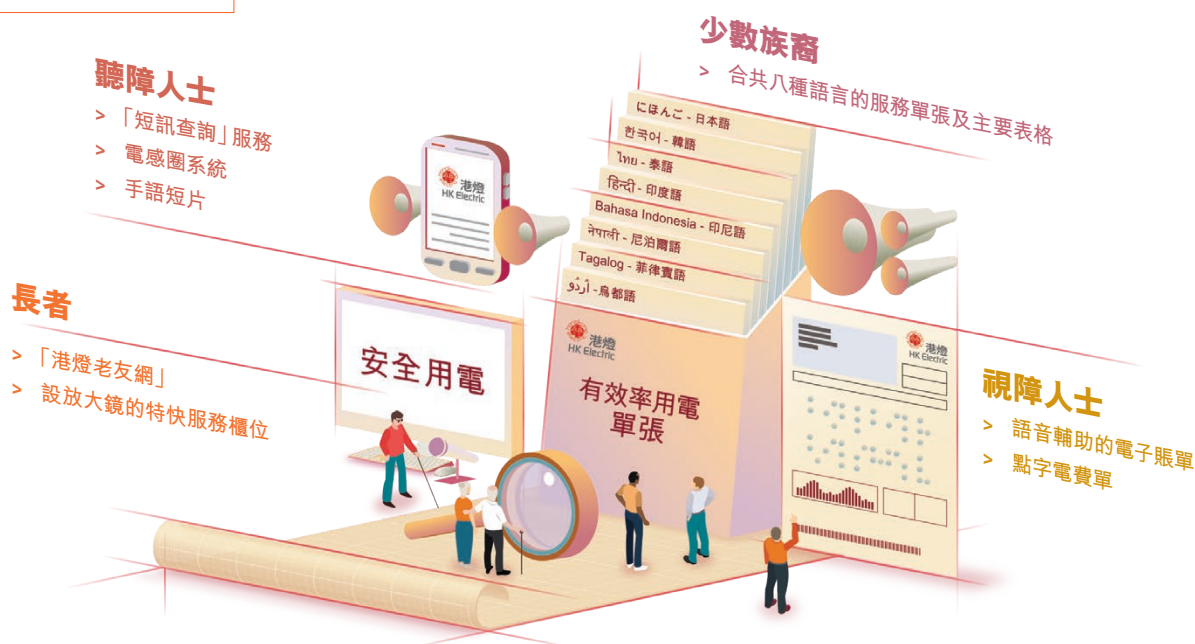 少數族裔
> 合共八種語言的服務單張及主要表格
聽障人士
> 「短訊查詢」服務
> 電感圈系統
> 手語短片
港燈
HK Electric
にほんご - 日本語
한국어 - 韓語
ไทย - 泰語
हिन्दी - 印度語
Bahasa Indonesia - 印尼語
नेपाली - 尼泊爾語
Tagalog - 菲律賓語
اُردُو - 烏都語
長者
> 「港燈老友網」
> 設放大鏡的特快服務櫃位
安全用電
港燈
HK Electric
有效率用電
單張
港燈
HK Electric
視障人士
> 語音輔助的電子賬單
> 點字電費單